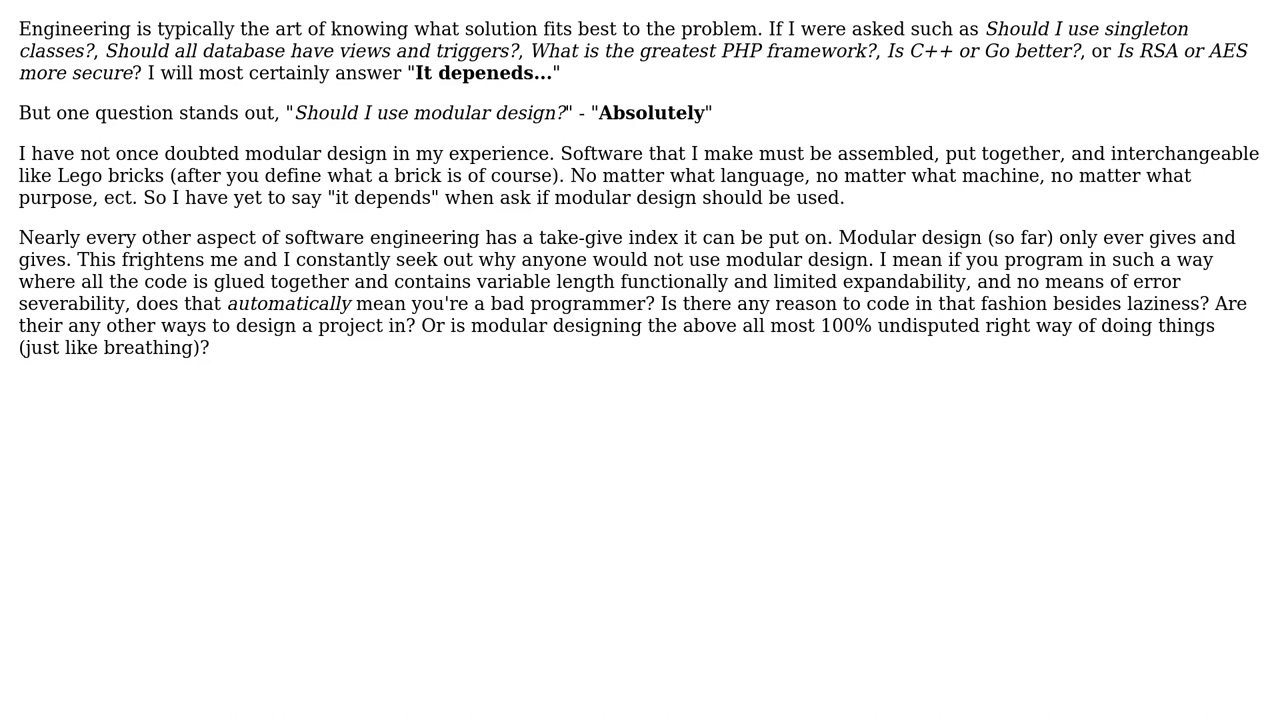 Engineering is typically the art of knowing what solution fits best to the problem. If I were asked such as Should I use singleton
classes?, Should all database have views and triggers?, What is the greatest PHP framework?, Is C++ or Go better?, or Is RSA or AES
more secure? I will most certainly answer "It depeneds..."
But one question stands out, "Should I use modular design?" - "Absolutely"
I have not once doubted modular design in my experience. Software that I make must be assembled, put together, and interchangeable
like Lego bricks (after you define what a brick is of course). No matter what language, no matter what machine, no matter what
purpose, ect. So I have yet to say "it depends" when ask if modular design should be used.
Nearly every other aspect of software engineering has a take-give index it can be put on. Modular design (so far) only ever gives and
gives. This frightens me and I constantly seek out why anyone would not use modular design. I mean if you program in such a way
where all the code is glued together and contains variable length functionally and limited expandability, and no means of error
severability, does that automatically mean you're a bad programmer? Is there any reason to code in that fashion besides laziness? Are
their any other ways to design a project in? Or is modular designing the above all most 100% undisputed right way of doing things
(just like breathing)?